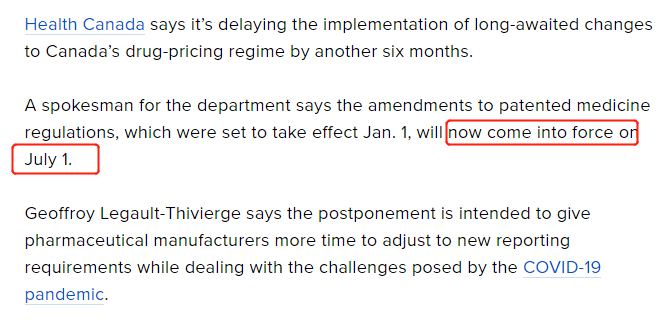 Health Canada says it’s delaying the implementation of long-awaited changes
to Canada’s drug-pricing regime by another six months.
A spokesman for the department says the amendments to patented medicine
regulations, which were set to take effect Jan. 1, will now come into force on
July 1.
Geoffroy Legault-Thivierge says the postponement is intended to give
pharmaceutical manufacturers more time to adjust to new reporting
requirements while dealing with the challenges posed by the COVID-19
pandemic.